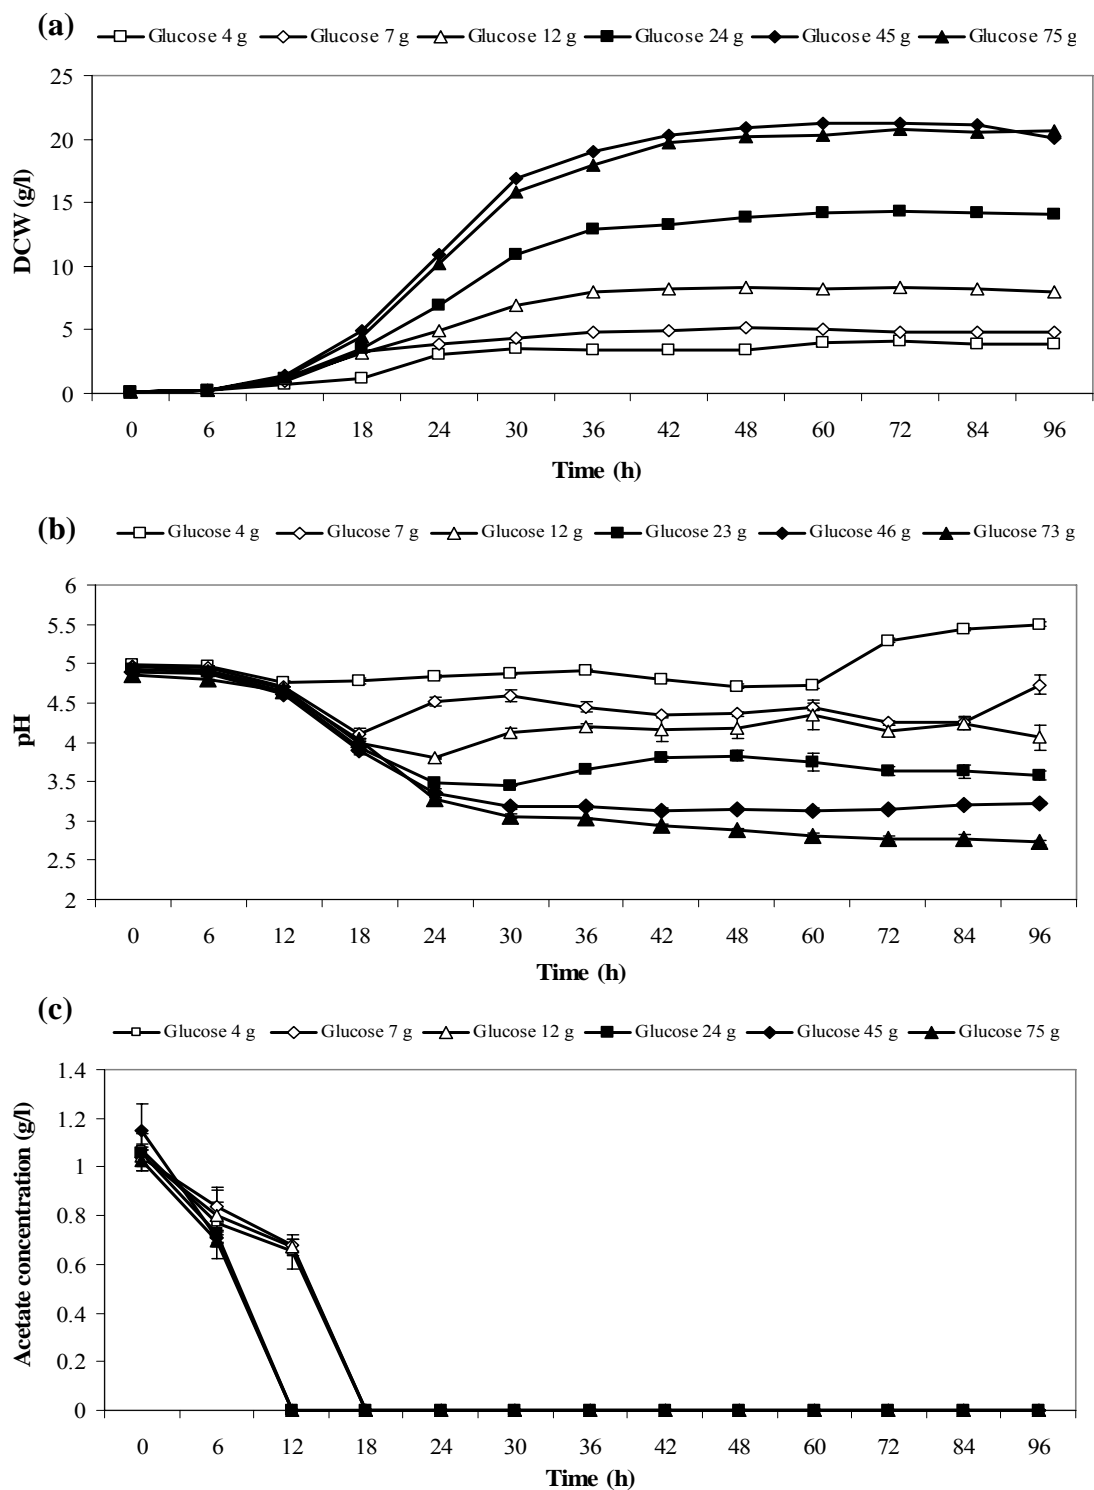 (a)
Glucose 4 g Glucose 7 g Glucose 12 g Glucose 24 g Glucose 45 g Glucose 75 g
25
20
15
10
5
0
DCW (g/l)
0 6 12 18 24 30 36 42 48 60 72 84 96
Time (h)
(b)
Glucose 4 g Glucose 7 g Glucose 12 g Glucose 23 g Glucose 46 g Glucose 73 g
6
5.5
5
4.5
4
3.5
3
2.5
2
pH
0 6 12 18 24 30 36 42 48 60 72 84 96
Time (h)
(c)
Glucose 4 g Glucose 7 g Glucose 12 g Glucose 24 g Glucose 45 g Glucose 75 g
1.4
1.2
1
0.8
0.6
0.4
0.2
0
Acetate concentration (g/l)
0 6 12 18 24 30 36 42 48 60 72 84 96
Time (h)